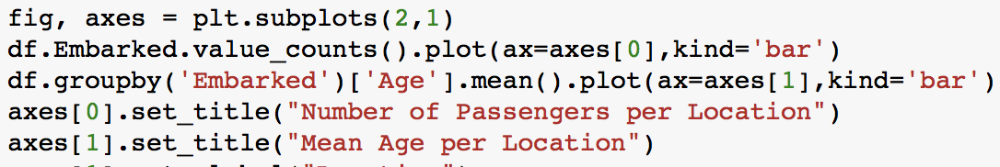 fig, axes = plt.subplots(2,1)
df.Embarked.value_counts().plot(ax=axes[0],kind='bar')
df.groupby('Embarked')['Age'].mean().plot(ax=axes[1],kind='bar')
axes[0].set_title("Number of Passengers per Location")
axes[1].set_title("Mean Age per Location")